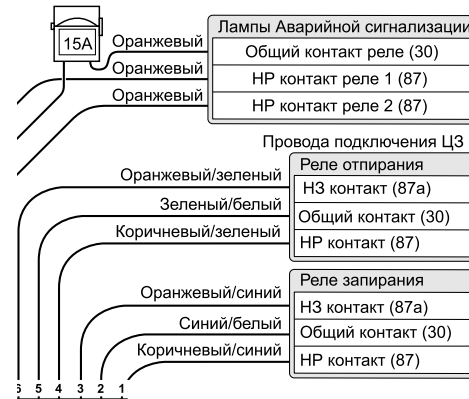 15А
Лампы Аварийной сигнализации
Оранжевый
Общий контакт реле (30)
Оранжевый
НР контакт реле 1 (87)
Оранжевый
НР контакт реле 2 (87)
Провода подключения ЦЗ
Реле отпирания
Оранжевый/зеленый
НЗ контакт (87а)
Зеленый/белый
Общий контакт (30)
Коричневый/зеленый
НР контакт (87)
Реле запирания
Оранжевый/синий
НЗ контакт (87а)
Синий/белый
Общий контакт (30)
Коричневый/синий
НР контакт (87)
6 5 4 3 2 1